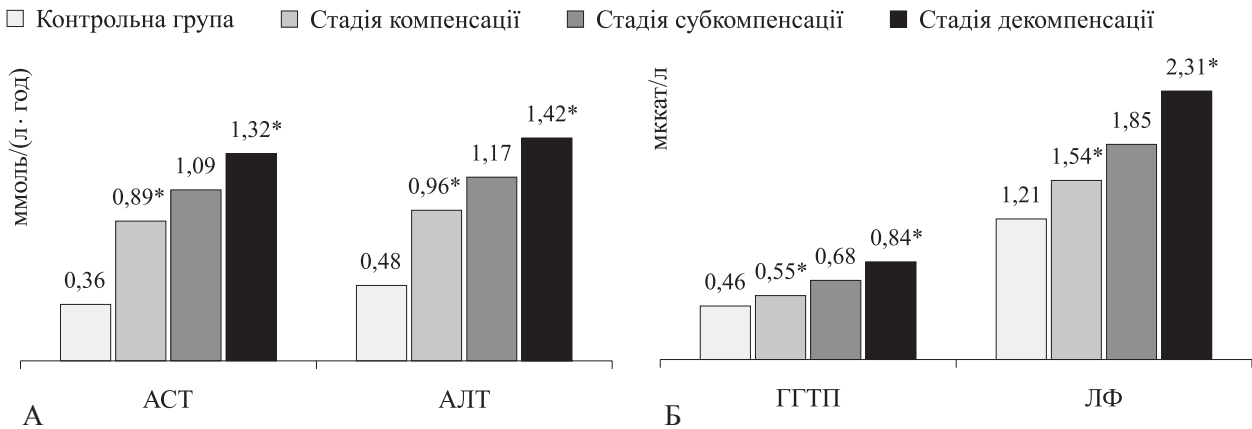 Контрольна група Стадія компенсації Стадія субкомпенсації Стадія декомпенсації
ммоль/(л · год)
0,36
0,89*
1,09
1,32*
0,48
0,96*
1,17
1,42*
АСТ
АЛТ
А
мккат/л
0,46
0,55*
0,68
0,84*
1,21
1,54*
1,85
2,31*
ГГТП
ЛФ
Б